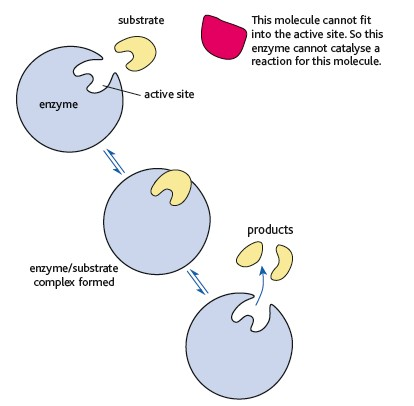 substrate
This molecule cannot fit
into the active site. So this
enzyme cannot catalyse a
reaction for this molecule.
active site
enzyme
products
enzyme/substrate
complex formed